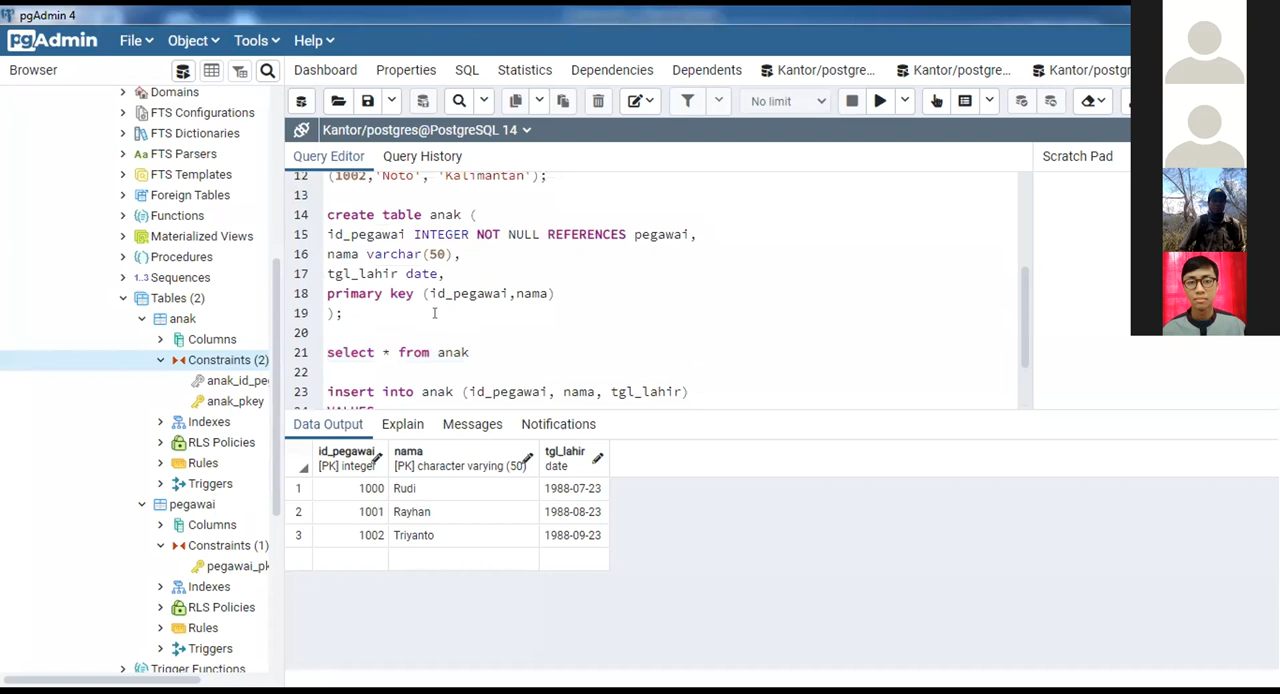 pgAdmin 4
pgAdmin File Object Tools Help
Browser
Dashboard Properties SQL Statistics Dependencies Dependents Kantor/postgre... Kantor/postgre... Kantor/postgr
No limit
Kantor/postgres@PostgreSQL 14
Query Editor Query History
Scratch Pad
Domains
FTS Configurations
FTS Dictionaries
Aa FTS Parsers
FTS Templates
Foreign Tables
Functions
Materialized Views
Procedures
1..3 Sequences
Tables (2)
anak
Columns
Constraints (2)
anak_id_pe
anak_pkey
Indexes
RLS Policies
Rules
Triggers
pegawai
Columns
Constraints (1)
pegawai_pk
Indexes
RLS Policies
Rules
Triggers
Trigger Functions
12 (1002,'Noto', 'Kalimantan');
13
14 create table anak (
15 id_pegawai INTEGER NOT NULL REFERENCES pegawai,
16 nama varchar(50),
17 tgl_lahir date,
18 primary key (id_pegawai,nama)
19 );
20
21 select * from anak
22
23 insert into anak (id_pegawai, nama, tgl_lahir)
24 VALUES
Data Output Explain Messages Notifications
id_pegawai nama tgl_lahir
[PK] integer [PK] character varying (50) date
1 1000 Rudi 1988-07-23
2 1001 Rayhan 1988-08-23
3 1002 Triyanto 1988-09-23